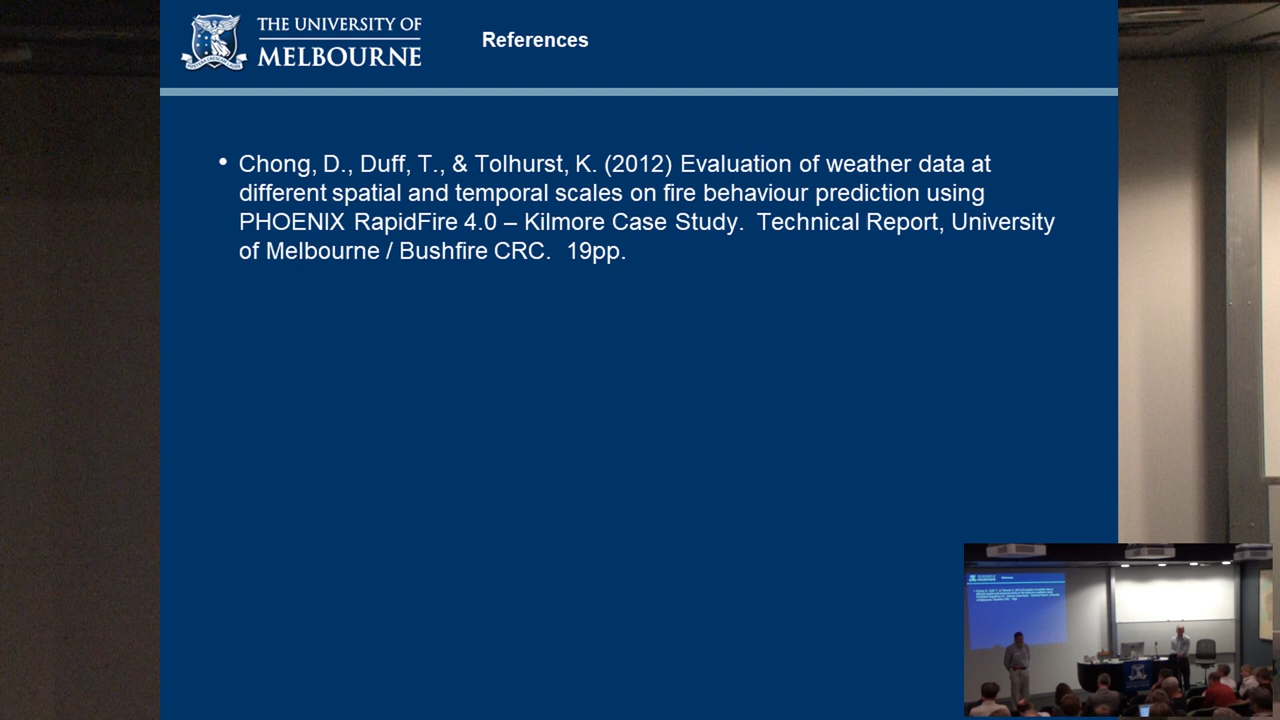 THE UNIVERSITY OF
MELBOURNE
References
• Chong, D., Duff, T., & Tolhurst, K. (2012) Evaluation of weather data at
different spatial and temporal scales on fire behaviour prediction using
PHOENIX RapidFire 4.0 – Kilmore Case Study.  Technical Report, University
of Melbourne / Bushfire CRC.  19pp.